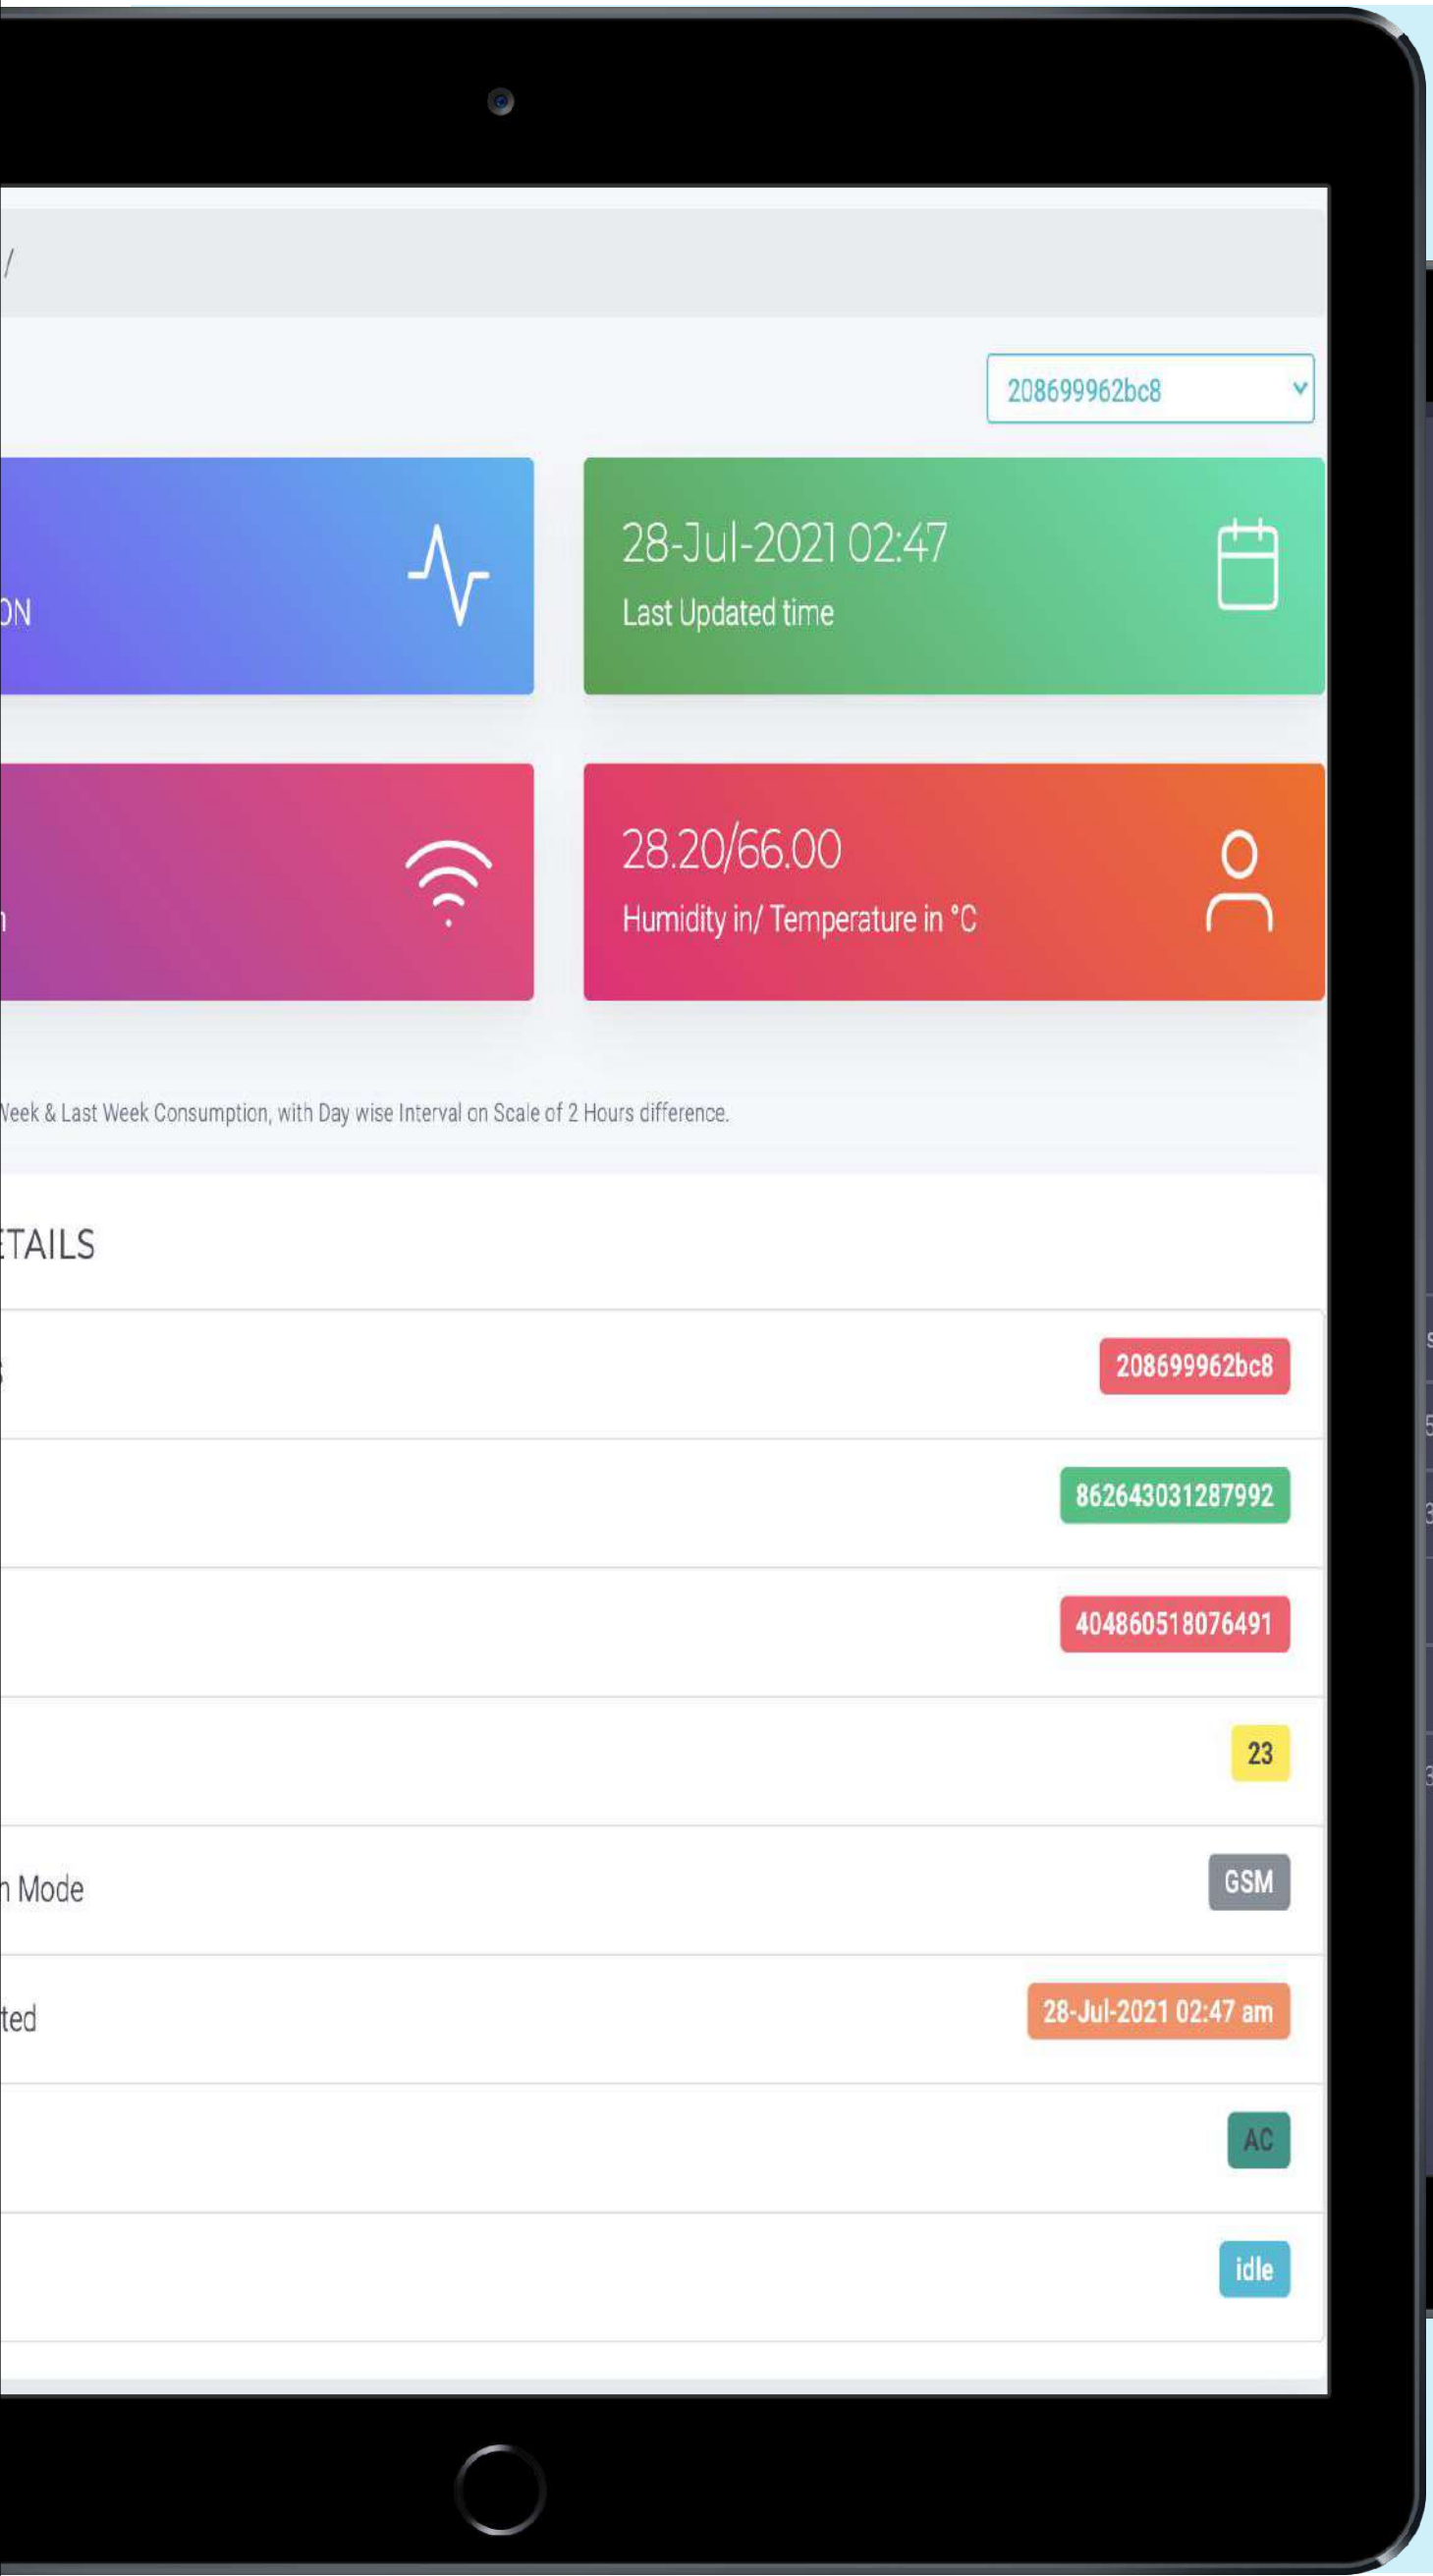 /
208699962bc8
ON
28-Jul-2021 02:47
Last Updated time
28.20/66.00
Humidity in/ Temperature in °C
Week & Last Week Consumption, with Day wise Interval on Scale of 2 Hours difference.
ETAILS
208699962bc8
862643031287992
404860518076491
23
n Mode
GSM
ted
28-Jul-2021 02:47 am
AC
idle